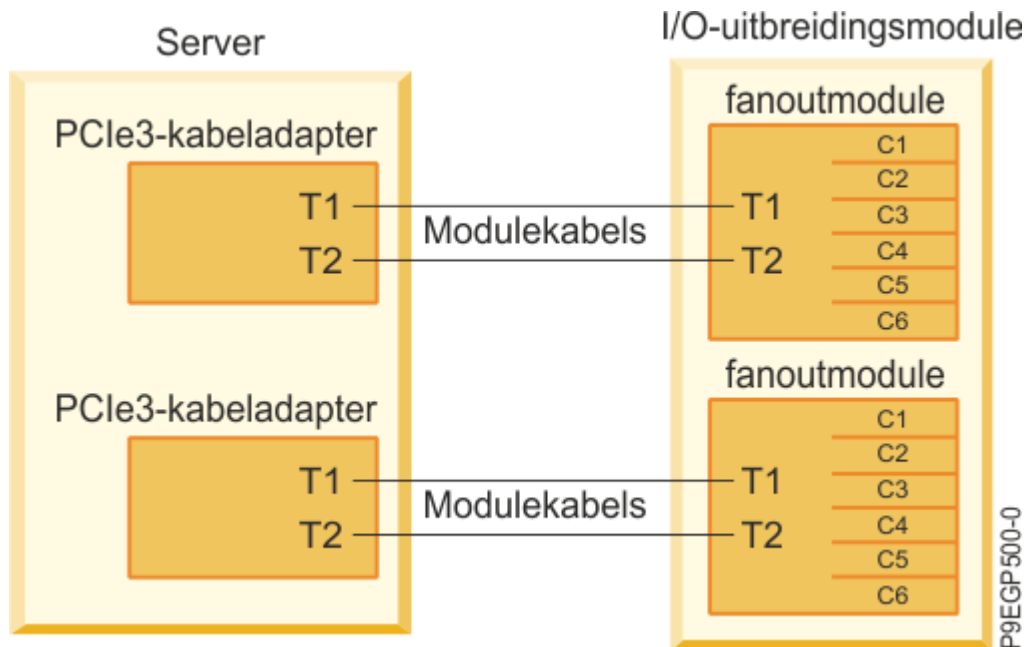 Server
I/O-uitbreidingsmodule
PCIe3-kabeladapter
T1
T2
Modulekabels
fanoutmodule
T1
T2
C1
C2
C3
C4
C5
C6
PCIe3-kabeladapter
T1
T2
Modulekabels
fanoutmodule
T1
T2
C1
C2
C3
C4
C5
C6
P9EGP500-0